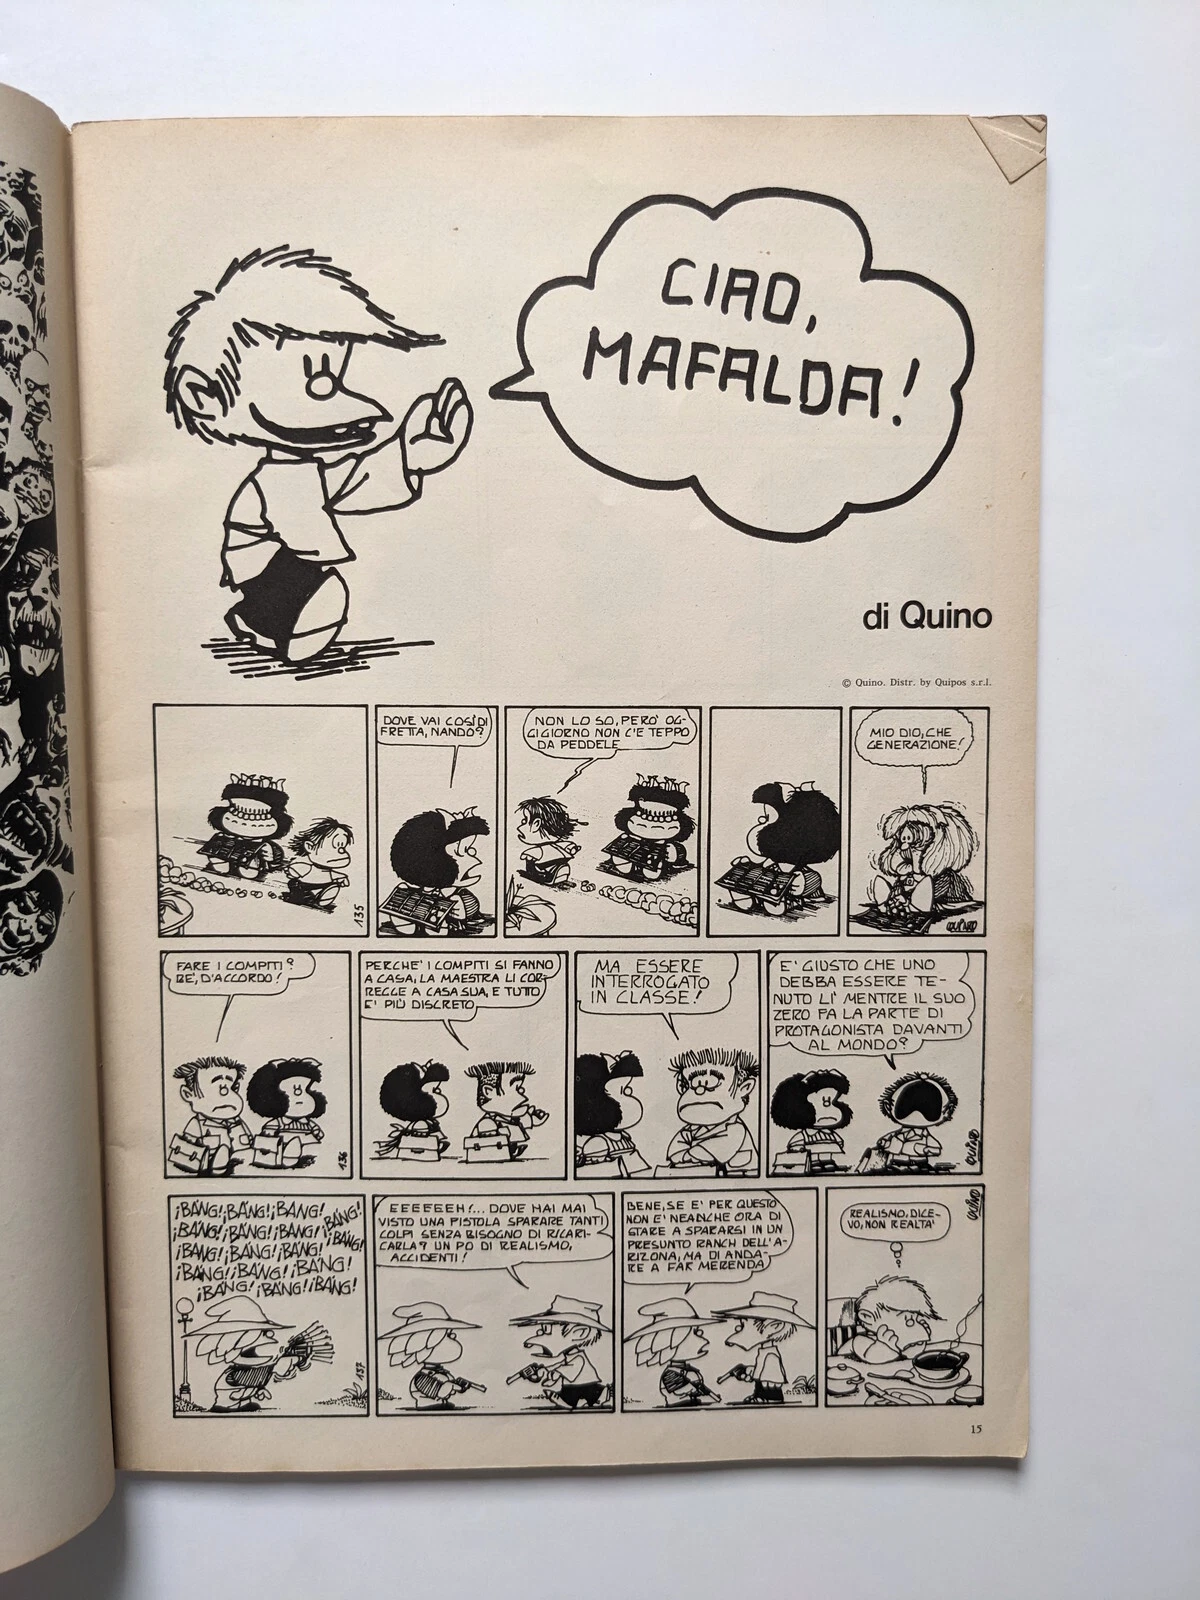 CIAO,
MAFALDA!
di Quino
© Quino. Distr. by Quipos s.r.l.
DOVE VAI COSÌ DI
FRETTA, NANDO?
NON LO SO, PERO' OG-
GIGIORNO NON C'E' TEPPO
DA PEDDELE
MIO DIO, CHE
GENERAZIONE!
135
QUINO
FARE I COMPITI?
BE', D'ACCORDO!
PERCHE' I COMPITI SI FANNO
A CASA, LA MAESTRA LI COR-
REGGE A CASA SUA, E TUTTO
E' PIÙ DISCRETO
MA ESSERE
INTERROGATO
IN CLASSE!
E' GIUSTO CHE UNO
DEBBA ESSERE TE-
NUTO LI' MENTRE IL SUO
ZERO FA LA PARTE DI
PROTAGONISTA DAVANTI
AL MONDO?
136
QUINO
¡BANG! ¡BANG! ¡BANG!
¡BANG! ¡BANG! ¡BANG! ¡BANG!
¡BANG! ¡BANG! ¡BANG! ¡BANG!
¡BANG! ¡BANG! ¡BANG!
¡BANG! ¡BANG! ¡BANG!
EEEEEEH!... DOVE HAI MAI
VISTO UNA PISTOLA SPARARE TANTI
COLPI SENZA BISOGNO DI RICARI-
CARLA? UN PO DI REALISMO,
ACCIDENTI!
BENE, SE E' PER QUESTO
NON E' NEANCHE ORA DI
STARE A SPARARSI IN UN
PRESUNTO RANCH DELL'A-
RIZONA, MA DI ANDA-
RE A FAR MERENDA
REALISMO, DICE-
VO, NON REALTA'
137
QUINO
15